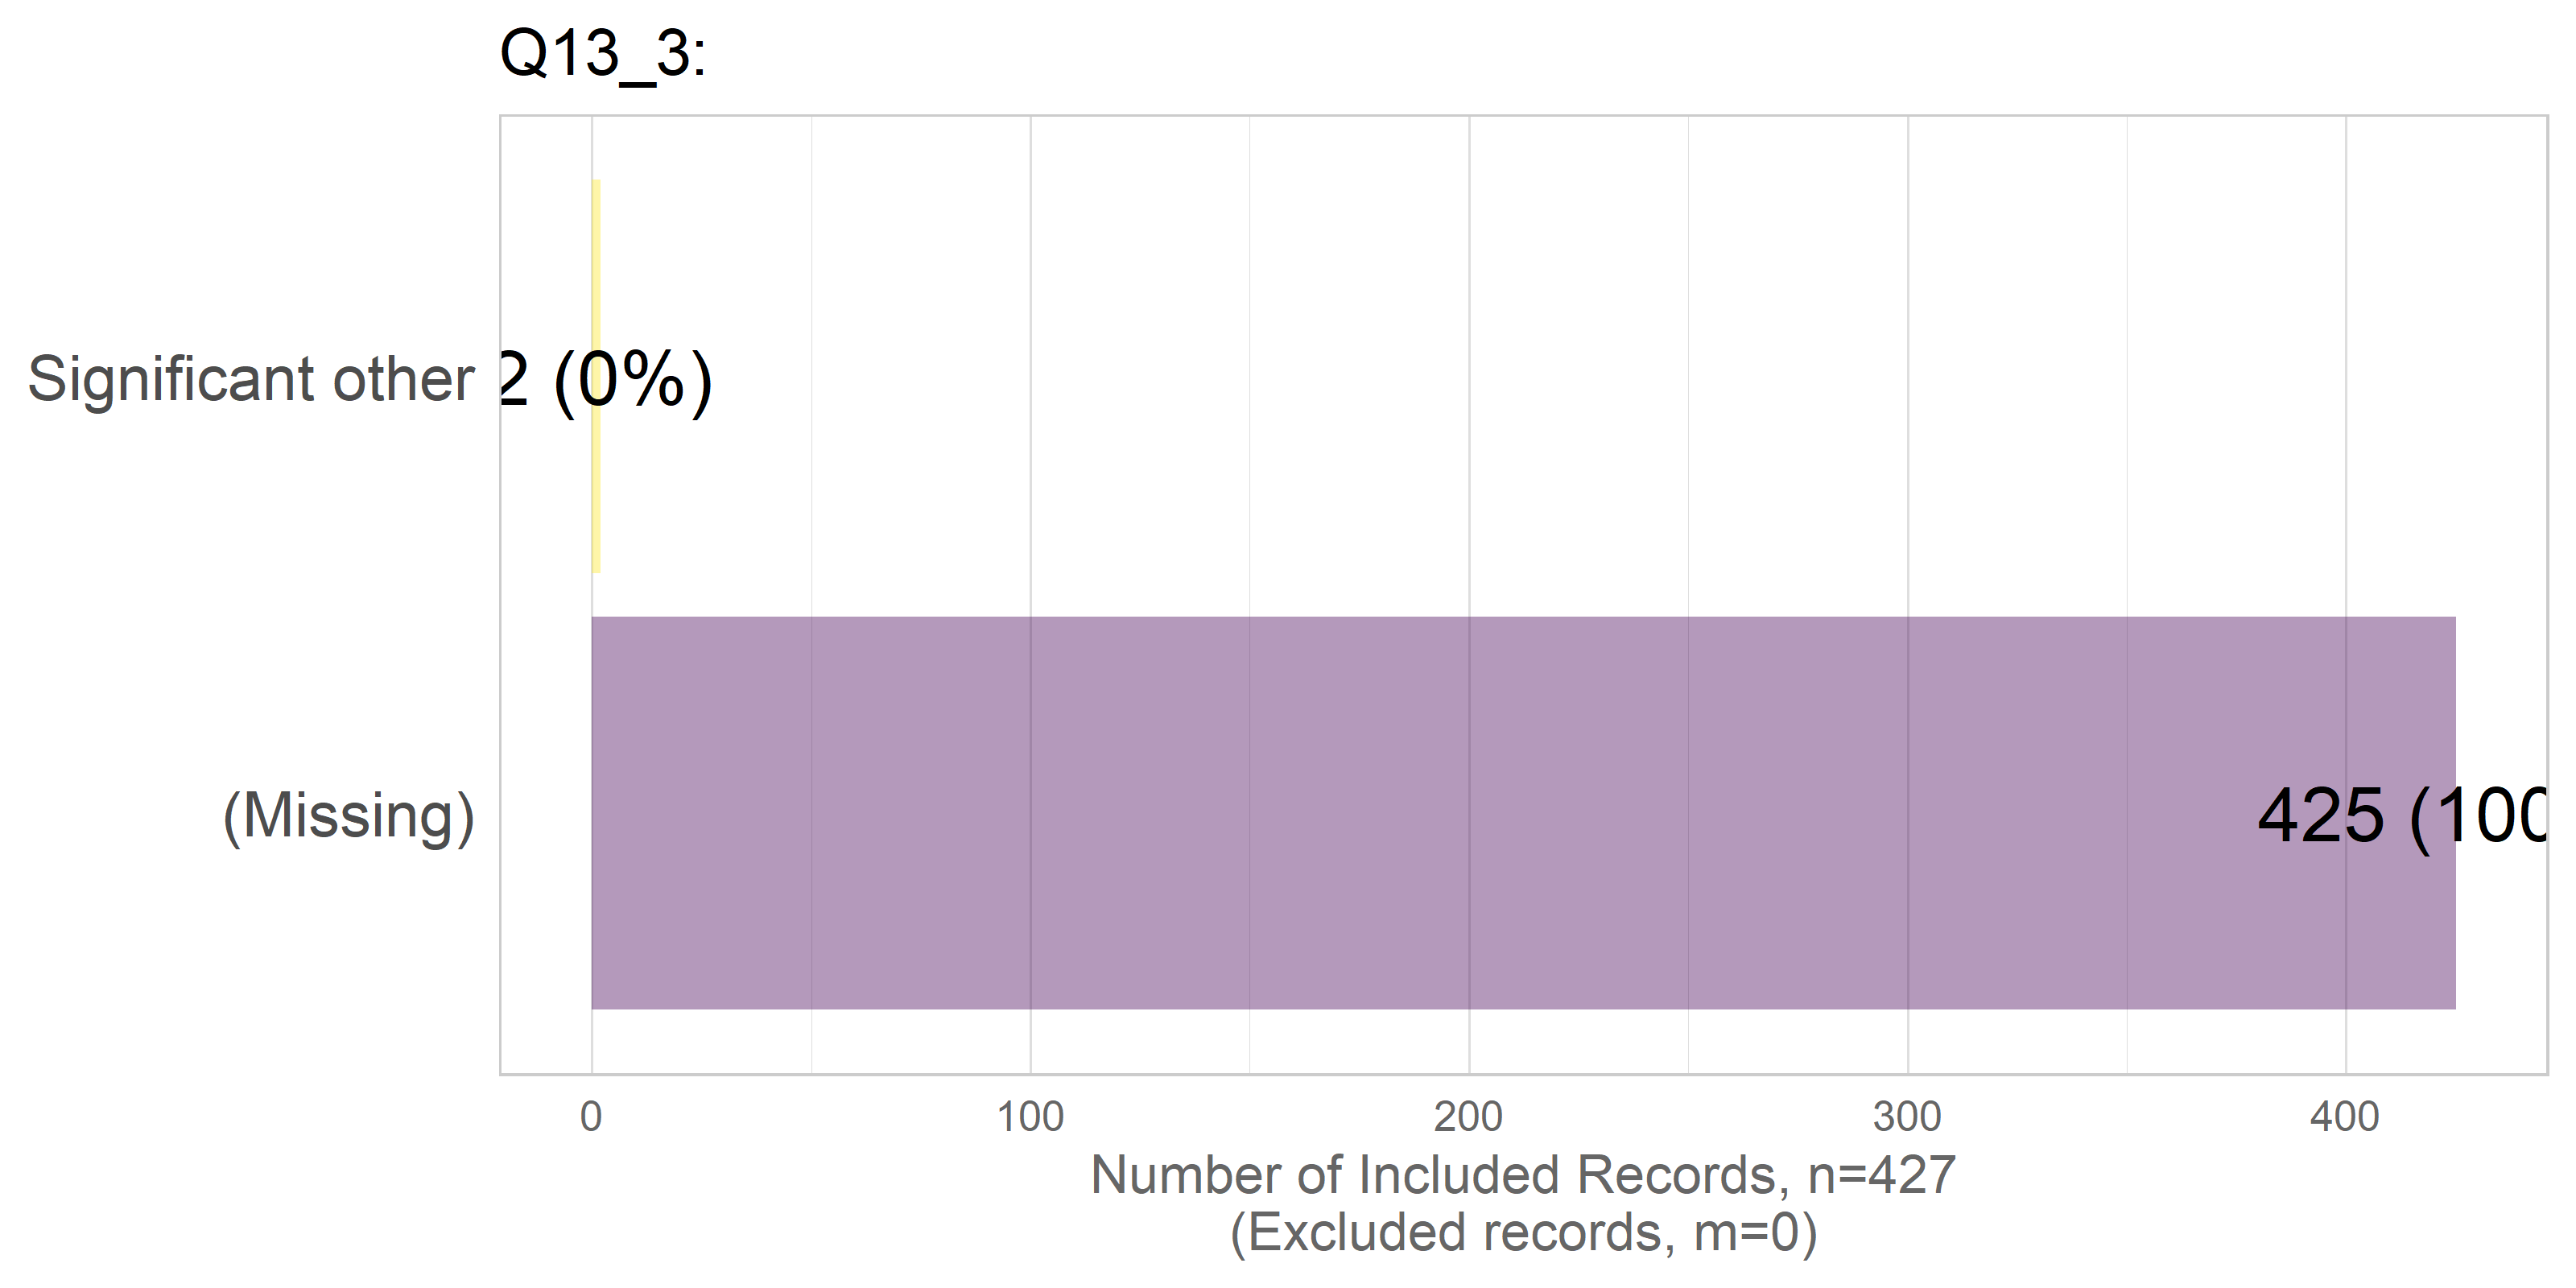 Q13_3:
Significant other
2 (0%)
(Missing)
425 (100
0 100 200 300 400
Number of Included Records, n=427
(Excluded records, m=0)